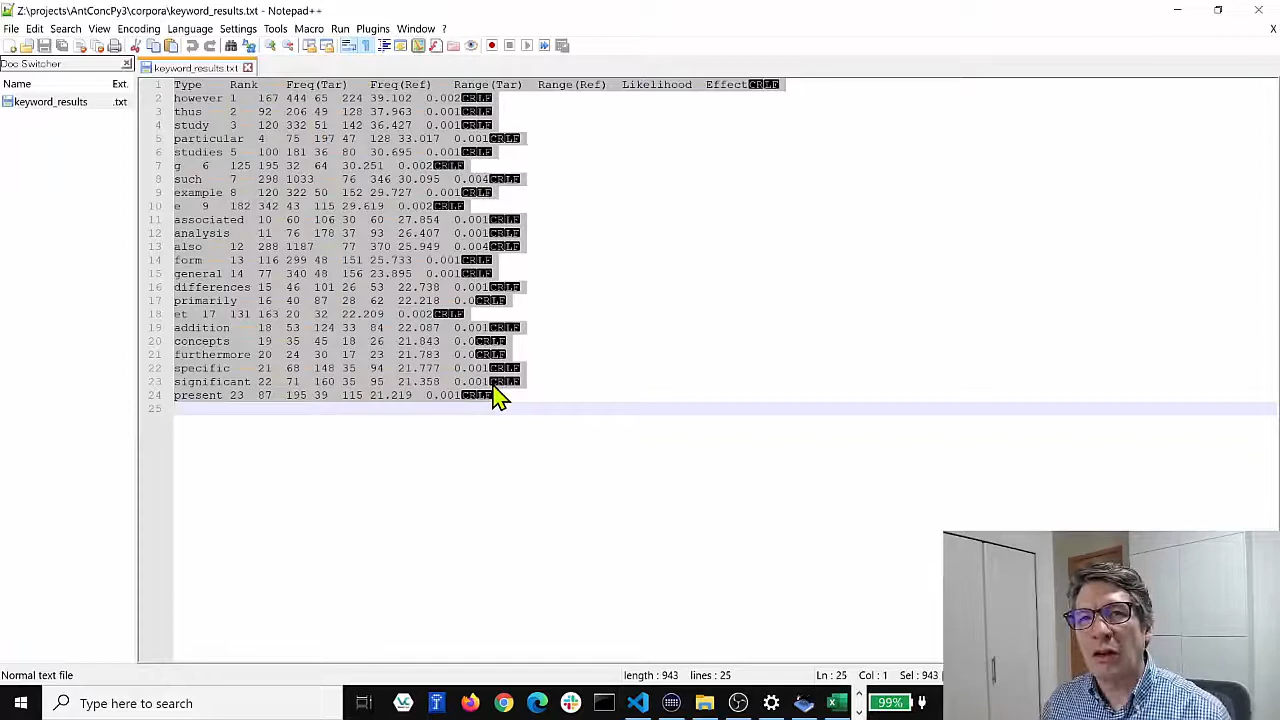 Z:\projects\AntConcPy3\corpora\keyword_results.txt - Notepad++
File Edit Search View Encoding Language Settings Tools Macro Run Plugins Window ? X
Doc Switcher
keyword_results.txt
Name Ext.
keyword_results .txt
1 Type Rank Freq(Tar) Freq(Ref) Range(Tar) Range(Ref) Likelihood Effect CRLF
2 however 1 167 444 65 224 39.102 0.002 CRLF
3 thus 2 92 206 49 128 37.963 0.001 CRLF
4 study 3 120 332 51 142 36.427 0.001 CRLF
5 particular 4 75 197 47 128 33.017 0.001 CRLF
6 studies 5 100 181 36 80 30.695 0.001 CRLF
7 g 6 125 195 32 64 30.251 0.002 CRLF
8 such 7 298 1033 76 346 30.095 0.004 CRLF
9 example 8 120 322 50 152 29.727 0.001 CRLF
10 e 9 182 342 43 115 29.619 0.002 CRLF
11 associated 10 60 106 30 60 27.854 0.001 CRLF
12 analysis 11 76 178 37 93 26.407 0.001 CRLF
13 also 12 288 1187 77 370 25.949 0.004 CRLF
14 form 13 116 299 48 151 25.733 0.001 CRLF
15 general 14 77 340 48 156 23.895 0.001 CRLF
16 differences 15 46 101 26 53 22.738 0.001 CRLF
17 primarily 16 40 87 28 62 22.218 0.0 CRLF
18 et 17 131 163 20 32 22.209 0.002 CRLF
19 addition 18 53 124 33 84 22.087 0.001 CRLF
20 concepts 19 35 45 18 26 21.843 0.0 CRLF
21 furthermore 20 24 30 17 23 21.783 0.0 CRLF
22 specific 21 68 148 35 94 21.777 0.001 CRLF
23 significant 22 71 160 35 95 21.358 0.001 CRLF
24 present 23 87 195 39 115 21.219 0.001 CRLF
25
Normal text file length : 943 lines : 25 Ln : 25 Col : 1 Sel : 943
Type here to search
99%